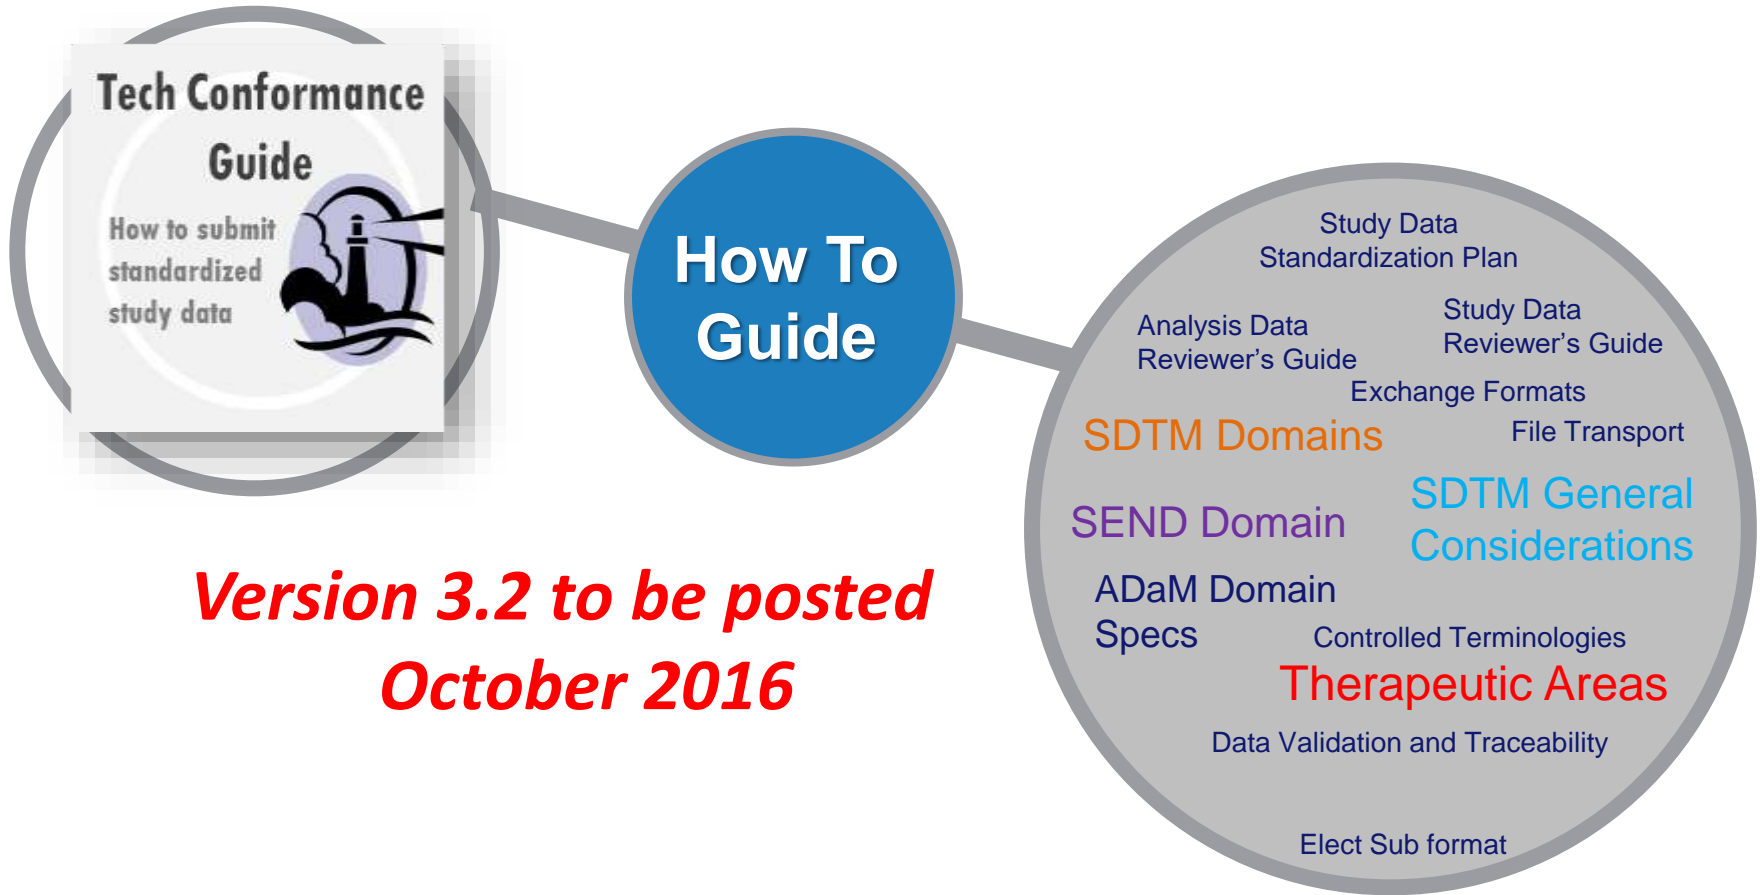 Tech Conformance
Guide
How to submit
standardized
study data
How To
Guide
Version 3.2 to be posted
October 2016
Study Data
Standardization Plan
Analysis Data
Reviewer’s Guide
Study Data
Reviewer’s Guide
Exchange Formats
SDTM Domains
File Transport
SDTM General
Considerations
SEND Domain
ADaM Domain
Specs
Controlled Terminologies
Therapeutic Areas
Data Validation and Traceability
Elect Sub format